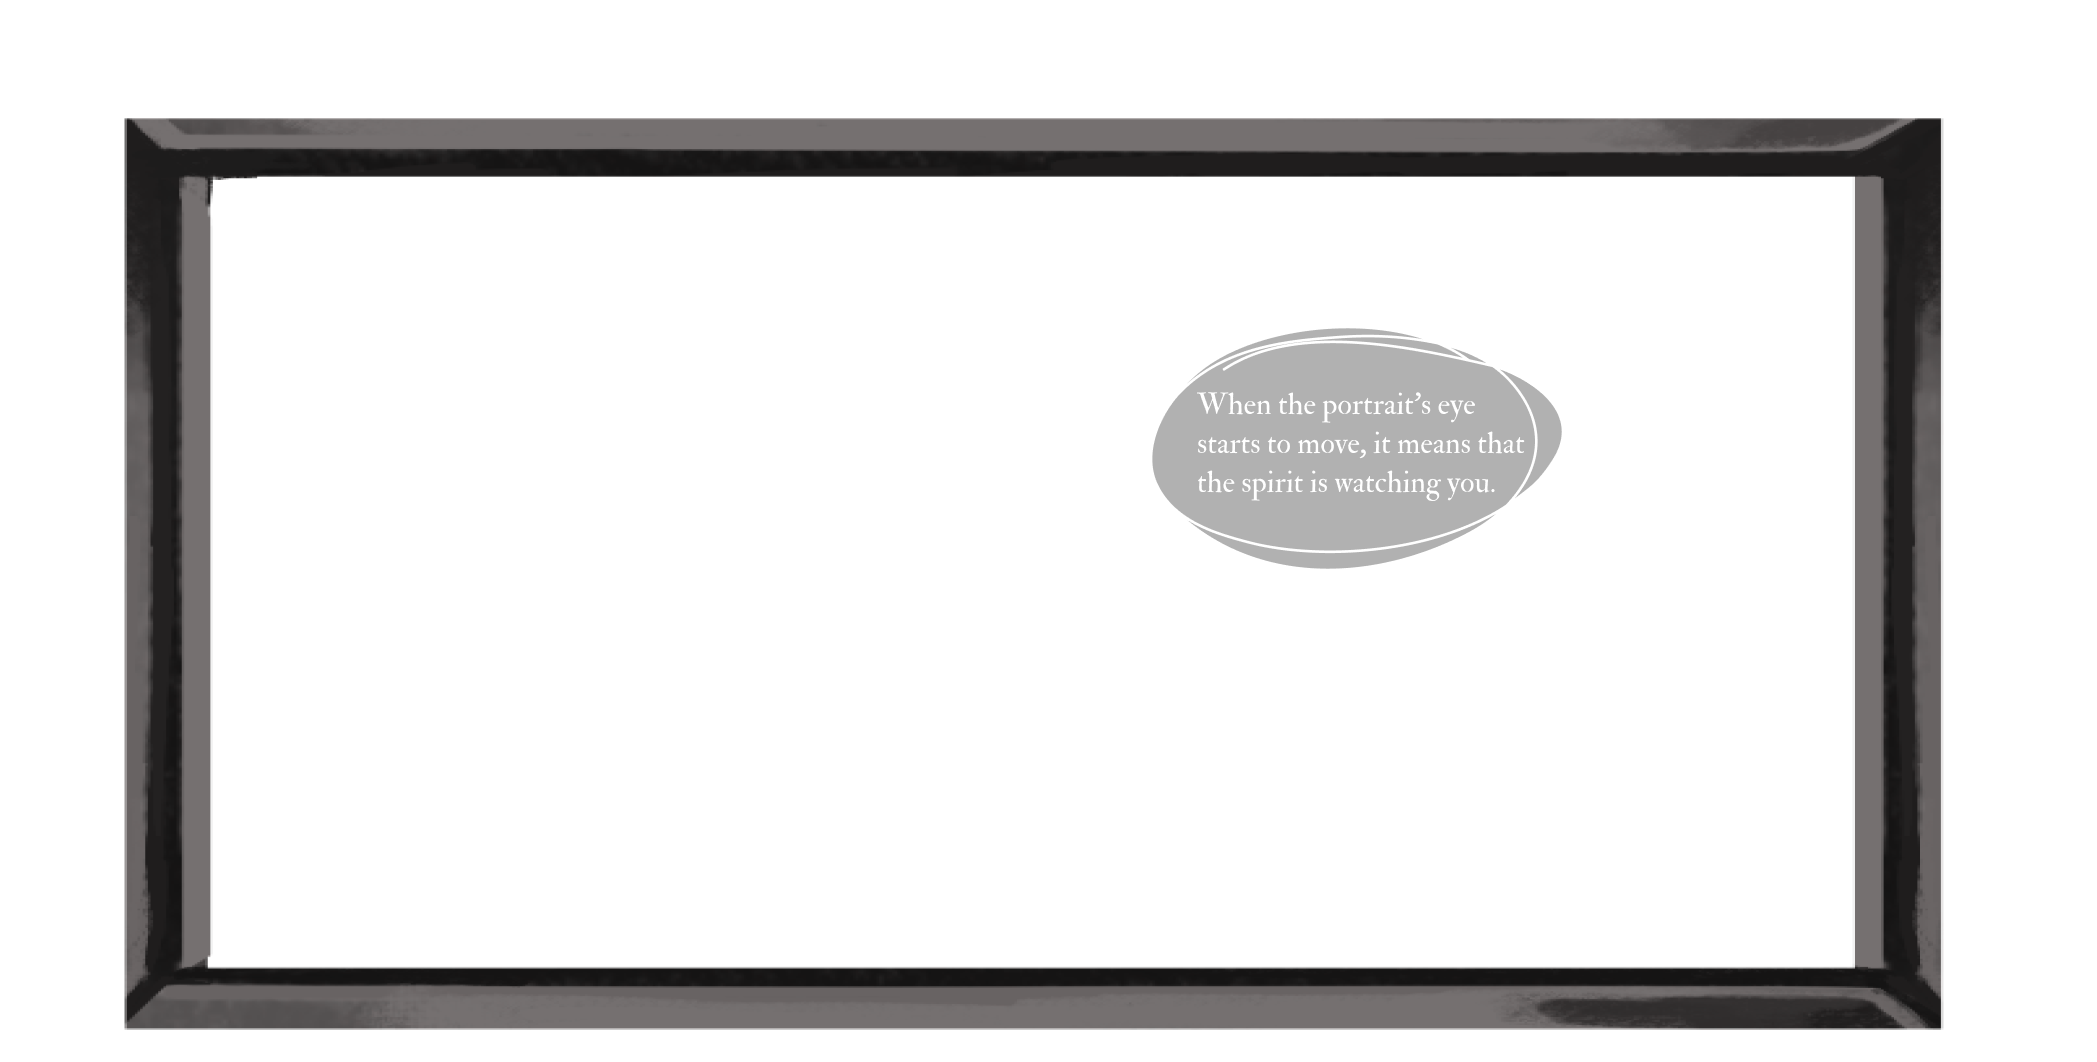 When the portrait’s eye
starts to move, it means that
the spirit is watching you.